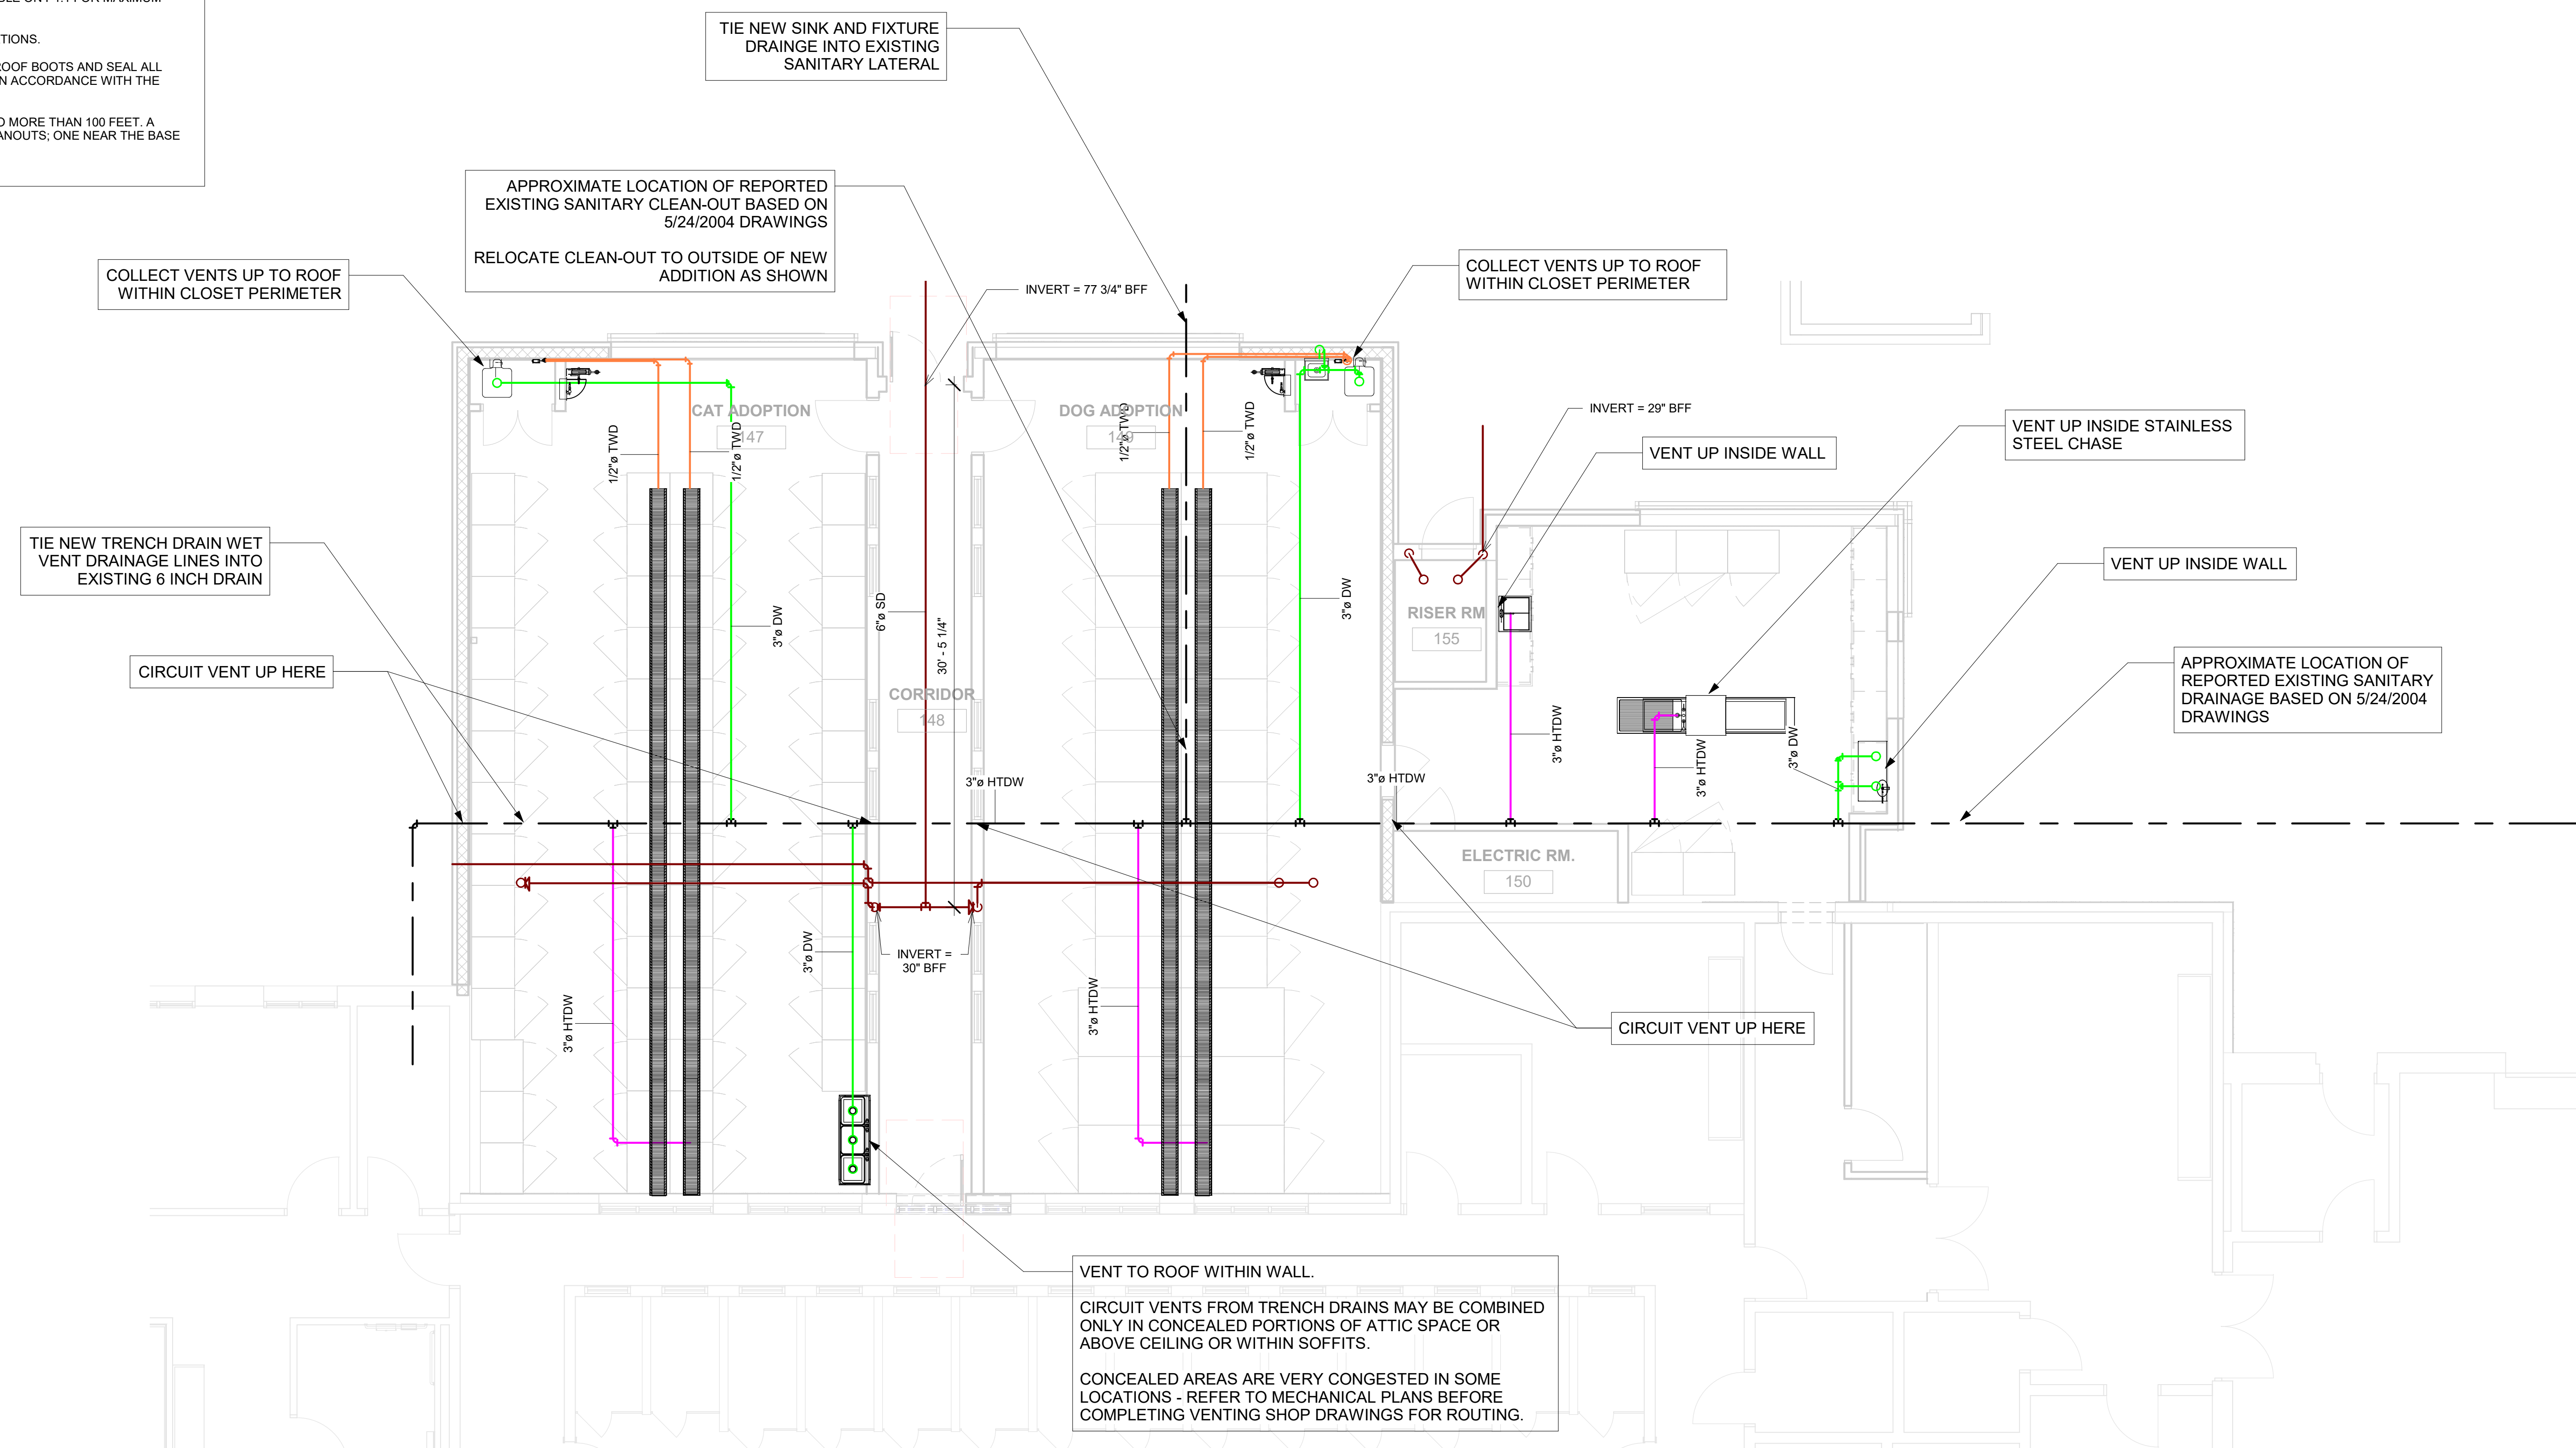 BLE ON P1.1 FOR MAXIMUM
TIONS.
ROOF BOOTS AND SEAL ALL
N ACCORDANCE WITH THE
D MORE THAN 100 FEET. A
ANOUTS; ONE NEAR THE BASE
TIE NEW SINK AND FIXTURE
DRAINGE INTO EXISTING
SANITARY LATERAL
APPROXIMATE LOCATION OF REPORTED
EXISTING SANITARY CLEAN-OUT BASED ON
5/24/2004 DRAWINGS
RELOCATE CLEAN-OUT TO OUTSIDE OF NEW
ADDITION AS SHOWN
COLLECT VENTS UP TO ROOF
WITHIN CLOSET PERIMETER
INVERT = 77 3/4" BFF
COLLECT VENTS UP TO ROOF
WITHIN CLOSET PERIMETER
CAT ADOPTION
147
1/2"ø TWD
1/2"ø TWD
DOG ADOPTION
149
1/2"ø TWD
1/2"ø TWD
INVERT = 29" BFF
VENT UP INSIDE WALL
VENT UP INSIDE STAINLESS
STEEL CHASE
TIE NEW TRENCH DRAIN WET
VENT DRAINAGE LINES INTO
EXISTING 6 INCH DRAIN
VENT UP INSIDE WALL
3"ø DW
6"ø SD
30' - 5 1/4"
3"ø DW
RISER RM
155
CIRCUIT VENT UP HERE
CORRIDOR
148
APPROXIMATE LOCATION OF
REPORTED EXISTING SANITARY
DRAINAGE BASED ON 5/24/2004
DRAWINGS
3"ø HTDW
3"ø HTDW
3"ø HTDW
3"ø HTDW
3"ø DW
ELECTRIC RM.
150
3"ø DW
INVERT =
30" BFF
3"ø HTDW
3"ø HTDW
CIRCUIT VENT UP HERE
VENT TO ROOF WITHIN WALL.
CIRCUIT VENTS FROM TRENCH DRAINS MAY BE COMBINED
ONLY IN CONCEALED PORTIONS OF ATTIC SPACE OR
ABOVE CEILING OR WITHIN SOFFITS.
CONCEALED AREAS ARE VERY CONGESTED IN SOME
LOCATIONS - REFER TO MECHANICAL PLANS BEFORE
COMPLETING VENTING SHOP DRAWINGS FOR ROUTING.